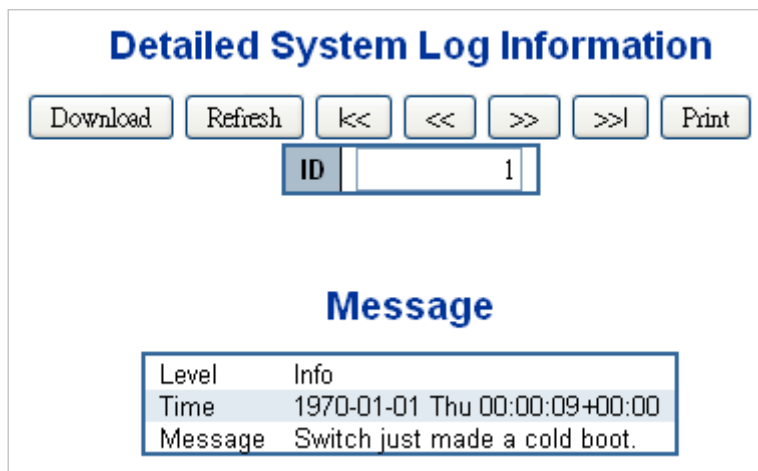 Detailed System Log Information
Download Refresh |<< << >> >>| Print
ID 1
Message
Level Info
Time 1970-01-01 Thu 00:00:09+00:00
Message Switch just made a cold boot.